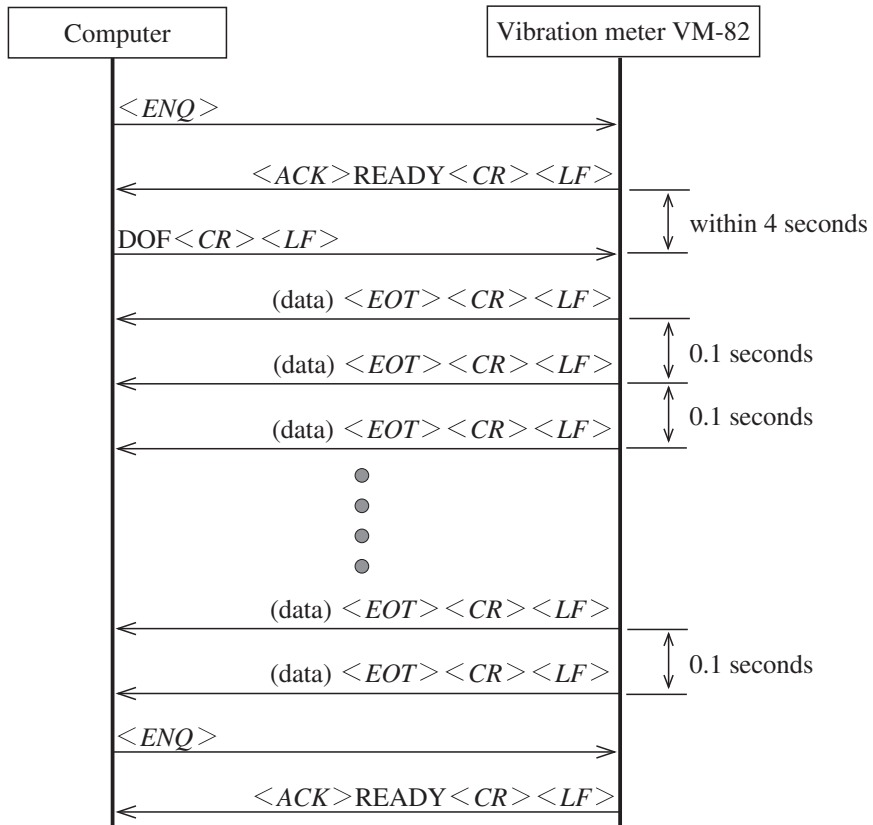 Computer
Vibration meter VM-82
<ENQ>
<ACK>READY<CR><LF>
within 4 seconds
DOF<CR><LF>
(data) <EOT><CR><LF>
0.1 seconds
(data) <EOT><CR><LF>
0.1 seconds
(data) <EOT><CR><LF>
(data) <EOT><CR><LF>
0.1 seconds
(data) <EOT><CR><LF>
<ENQ>
<ACK>READY<CR><LF>